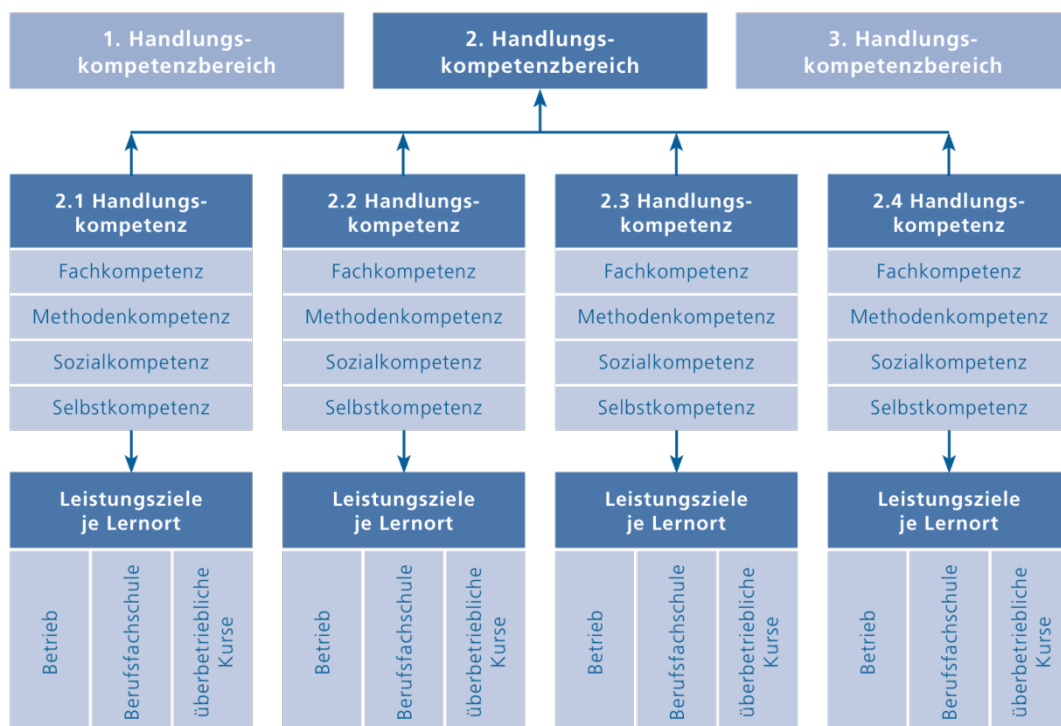 1. Handlungs-
kompetenzbereich
2. Handlungs-
kompetenzbereich
3. Handlungs-
kompetenzbereich
2.1 Handlungs-
kompetenz
Fachkompetenz
Methodenkompetenz
Sozialkompetenz
Selbstkompetenz
Leistungsziele
je Lernort
Betrieb
Berufsfachschule
überbetriebliche
Kurse
2.2 Handlungs-
kompetenz
Fachkompetenz
Methodenkompetenz
Sozialkompetenz
Selbstkompetenz
Leistungsziele
je Lernort
Betrieb
Berufsfachschule
überbetriebliche
Kurse
2.3 Handlungs-
kompetenz
Fachkompetenz
Methodenkompetenz
Sozialkompetenz
Selbstkompetenz
Leistungsziele
je Lernort
Betrieb
Berufsfachschule
überbetriebliche
Kurse
2.4 Handlungs-
kompetenz
Fachkompetenz
Methodenkompetenz
Sozialkompetenz
Selbstkompetenz
Leistungsziele
je Lernort
Betrieb
Berufsfachschule
überbetriebliche
Kurse